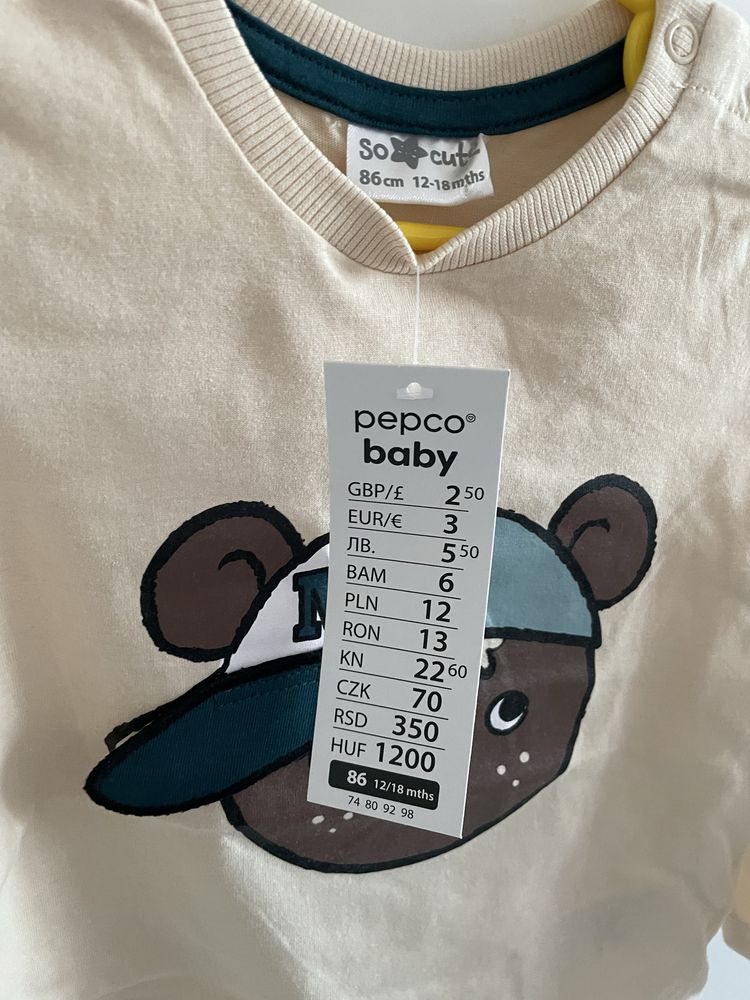 So cute
86cm 12-18mths
pepco®
baby
GBP/£ 2 50
EUR/€ 3
ЛВ. 5 50
BAM 6
PLN 12
RON 13
KN 22 60
CZK 70
RSD 350
HUF 1200
86 12/18 mths
74 80 92 98